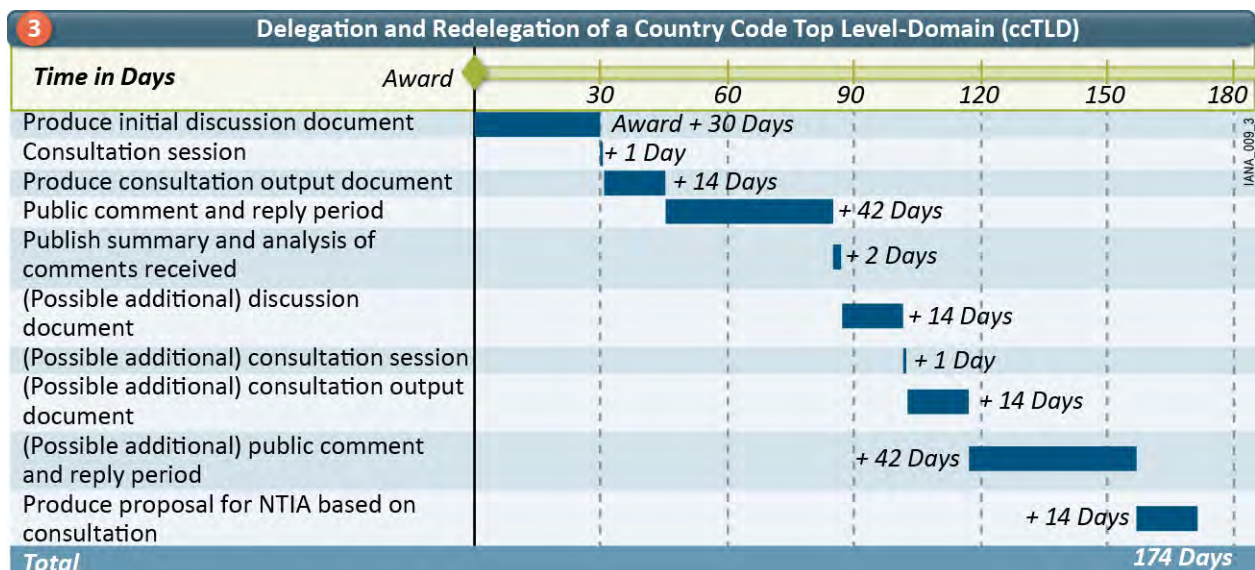 3 Delegation and Redelegation of a Country Code Top Level-Domain (ccTLD)
Time in Days Award
30 60 90 120 150 180
Produce initial discussion document Award + 30 Days
Consultation session + 1 Day
Produce consultation output document + 14 Days
Public comment and reply period + 42 Days
Publish summary and analysis of
comments received + 2 Days
(Possible additional) discussion
document + 14 Days
(Possible additional) consultation session + 1 Day
(Possible additional) consultation output
document + 14 Days
(Possible additional) public comment
and reply period + 42 Days
Produce proposal for NTIA based on
consultation + 14 Days
Total 174 Days
IANA_009_3